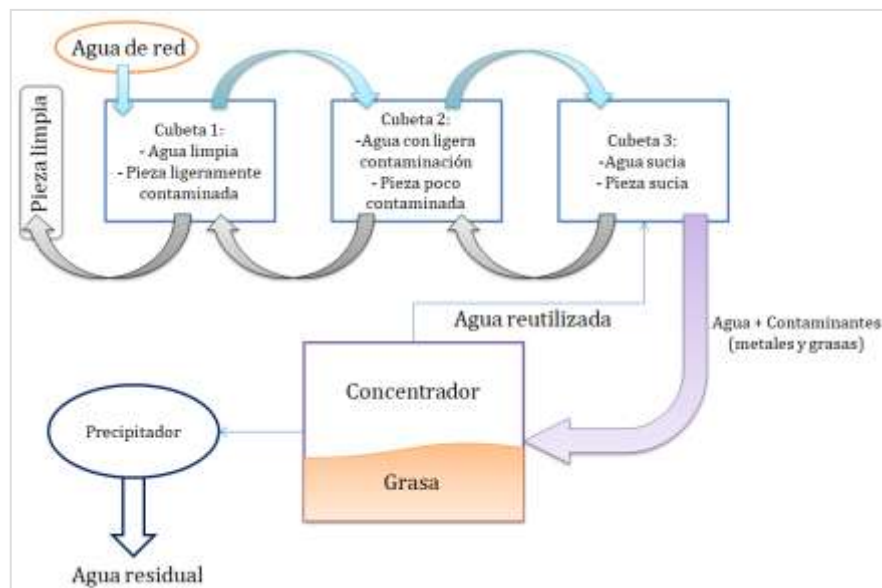 Agua de red
Pieza limpia
Cubeta 1:
- Agua limpia
- Pieza ligeramente
contaminada
Cubeta 2:
-Agua con ligera
contaminación
- Pieza poco
contaminada
Cubeta 3:
-Agua sucia
- Pieza sucia
Agua reutilizada
Agua + Contaminantes
(metales y grasas)
Concentrador
Precipitador
Grasa
Agua residual